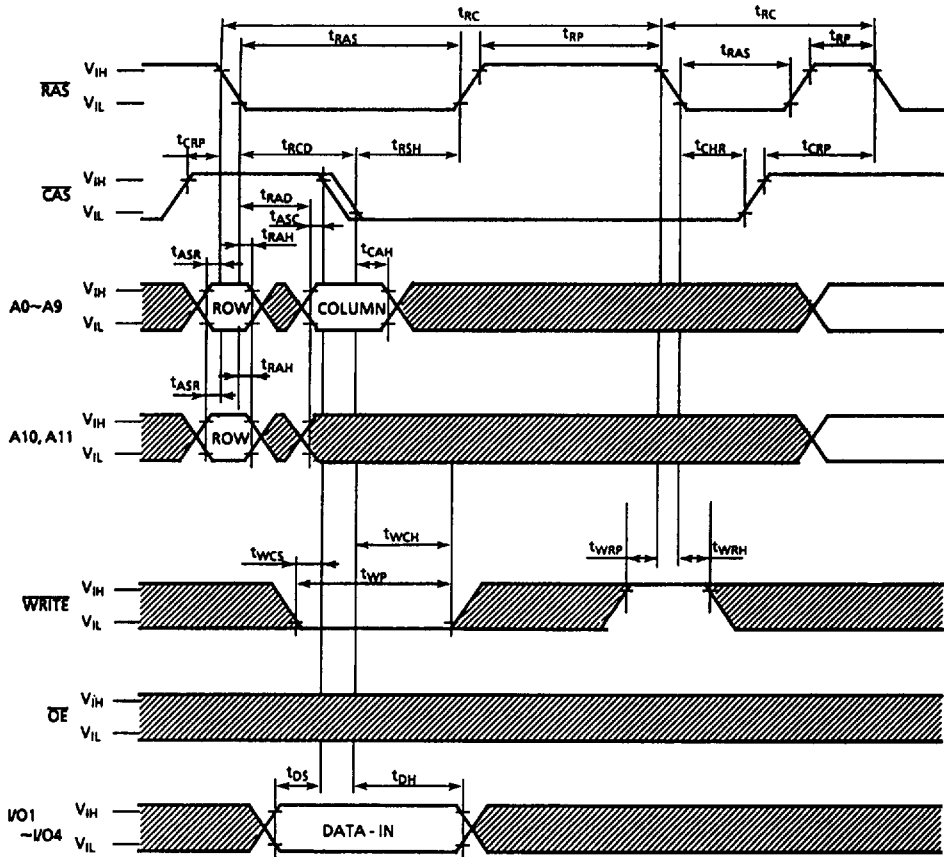 tRC tRC
tRAS tRP tRAS tRP
VIH
RAS
VIL
tCRP tRCD tRSH tCHR tCRP
VIH
CAS
VIL
tRAD
tASC
tRAH tCAH
tASR
VIH
A0~A9 ROW COLUMN
VIL
tRAH
tASR
VIH
A10, A11 ROW
VIL
tWCH
tWCS tWRP tWRH
tWP
VIH
WRITE
VIL
VIH
OE
VIL
tDS tDH
I/O1 VIH
~I/O4 DATA - IN
VIL